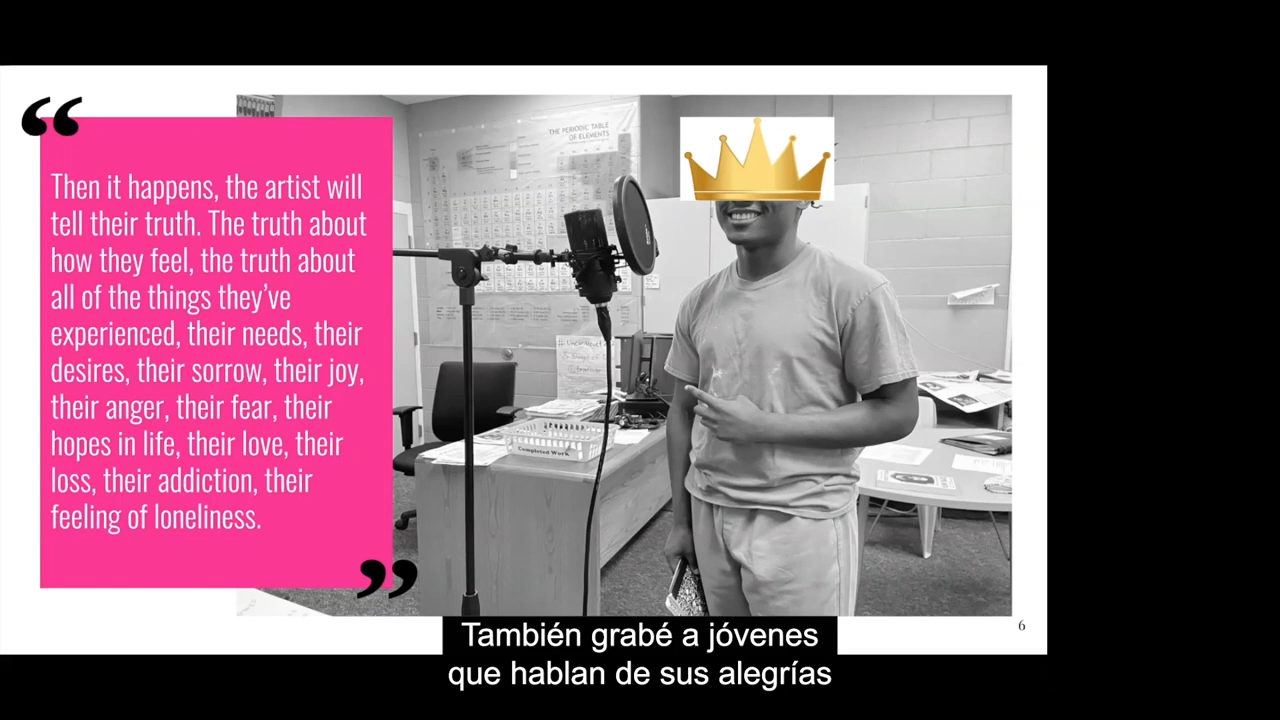 “
Then it happens, the artist will
tell their truth. The truth about
how they feel, the truth about
all of the things they’ve
experienced, their needs, their
desires, their sorrow, their joy,
their anger, their fear, their
hopes in life, their love, their
loss, their addiction, their
feeling of loneliness.
”
THE PERIODIC TABLE
OF ELEMENTS
Completed Work
6
También grabé a jóvenes
que hablan de sus alegrías